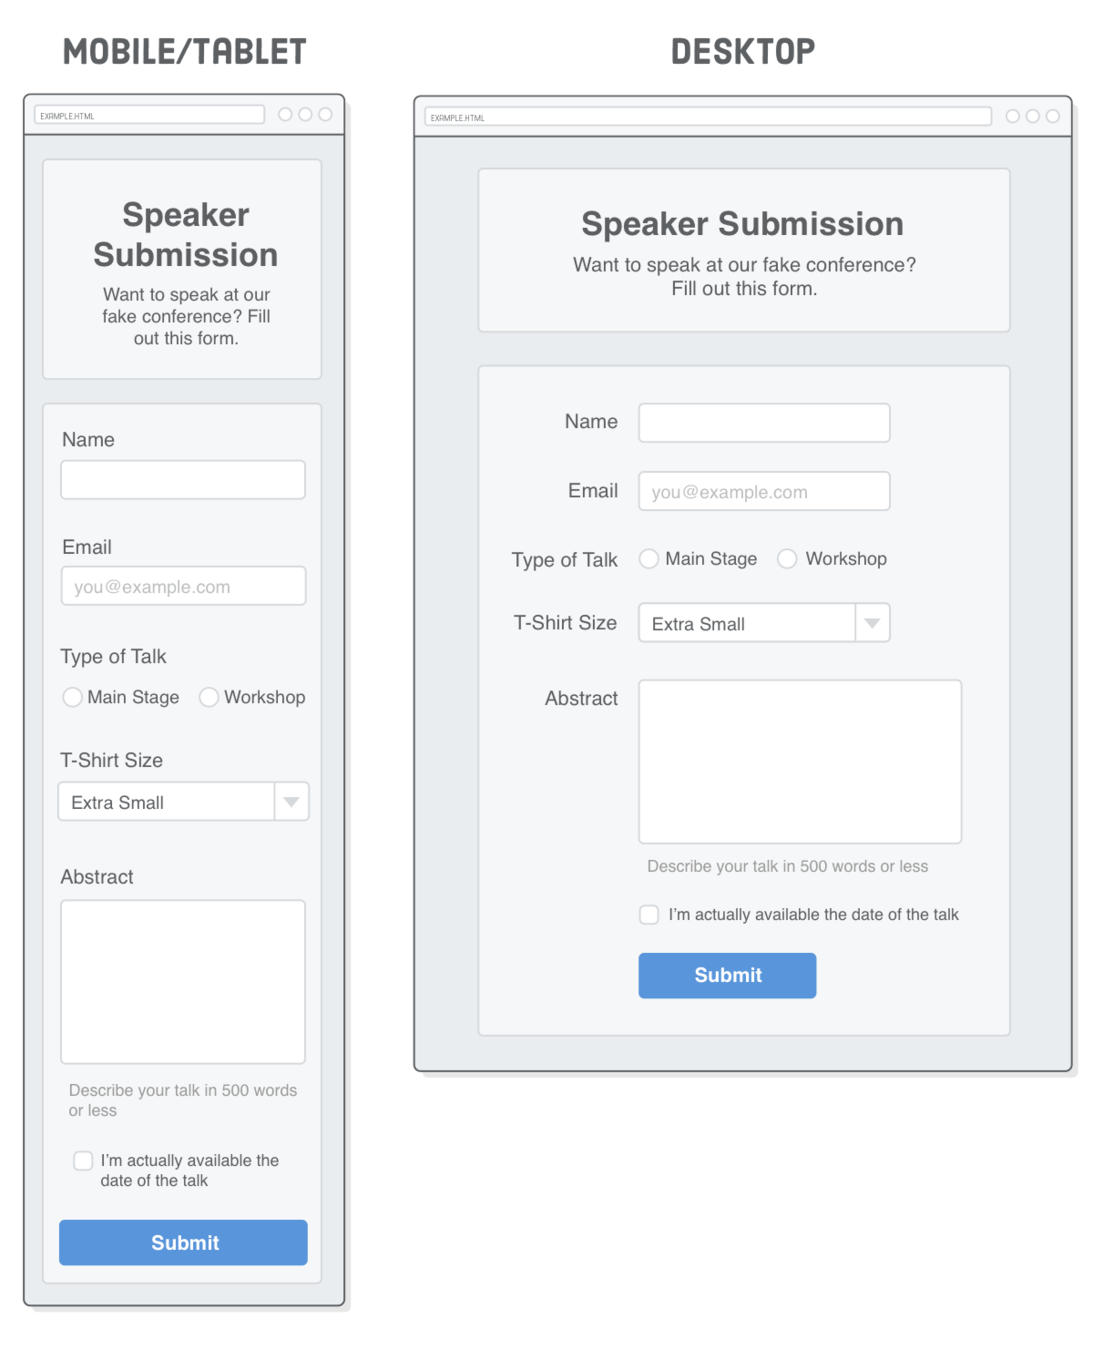 MOBILE/TABLET
EXAMPLE.HTML
Speaker
Submission
Want to speak at our
fake conference? Fill
out this form.
Name
Email
you@example.com
Type of Talk
Main Stage
Workshop
T-Shirt Size
Extra Small
Abstract
Describe your talk in 500 words
or less
I'm actually available the
date of the talk
Submit
DESKTOP
EXAMPLE.HTML
Speaker Submission
Want to speak at our fake conference?
Fill out this form.
Name
Email
you@example.com
Type of Talk
Main Stage
Workshop
T-Shirt Size
Extra Small
Abstract
Describe your talk in 500 words or less
I'm actually available the date of the talk
Submit